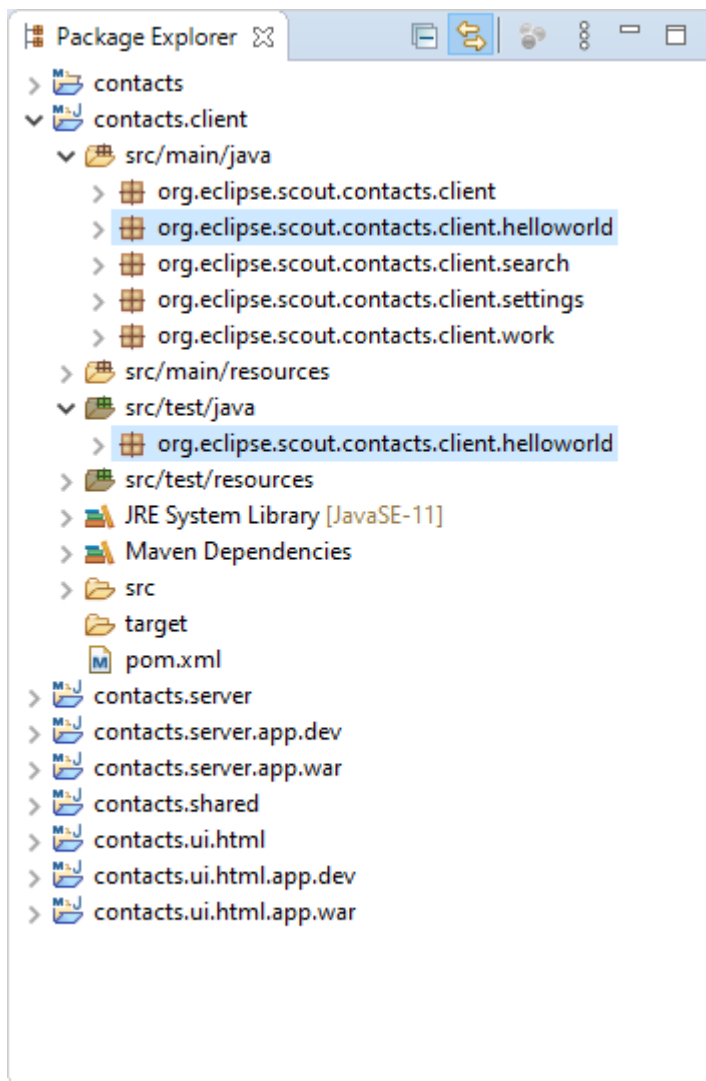 Package Explorer
contacts
contacts.client
src/main/java
org.eclipse.scout.contacts.client
org.eclipse.scout.contacts.client.helloworld
org.eclipse.scout.contacts.client.search
org.eclipse.scout.contacts.client.settings
org.eclipse.scout.contacts.client.work
src/main/resources
src/test/java
org.eclipse.scout.contacts.client.helloworld
src/test/resources
JRE System Library [JavaSE-11]
Maven Dependencies
src
target
pom.xml
contacts.server
contacts.server.app.dev
contacts.server.app.war
contacts.shared
contacts.ui.html
contacts.ui.html.app.dev
contacts.ui.html.app.war